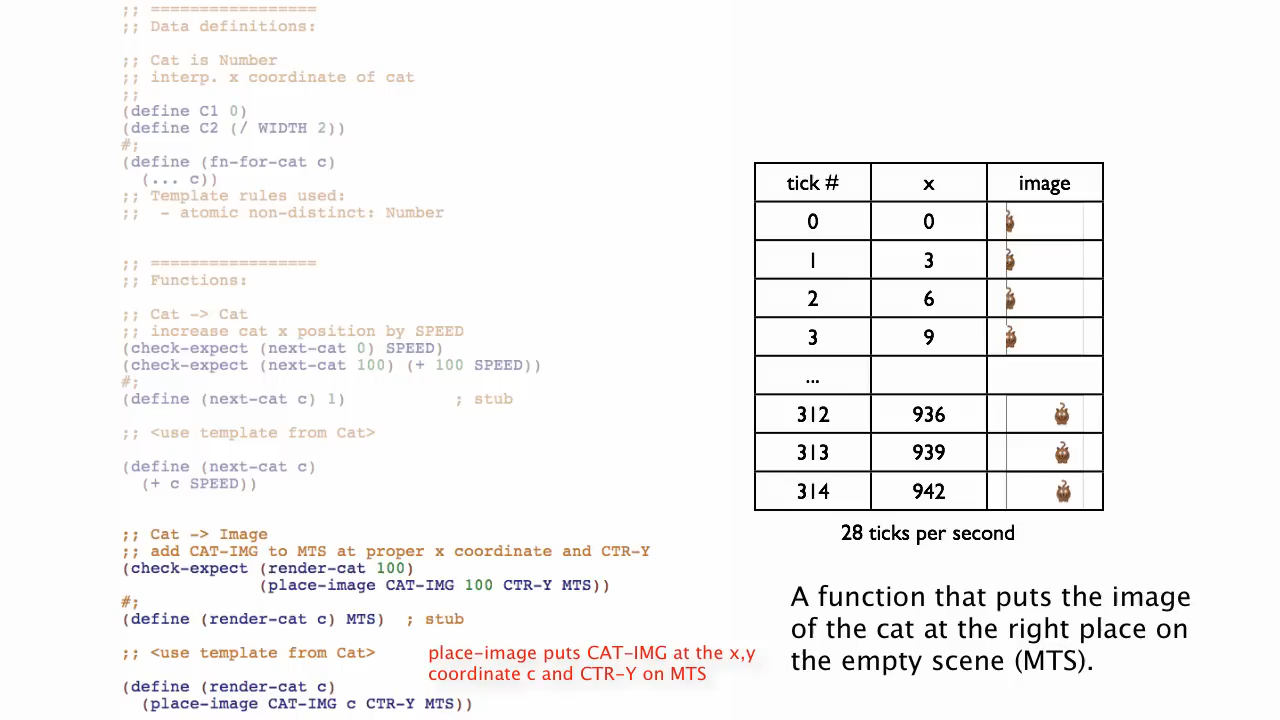 ;; =================
;; Data definitions:
;; Cat is Number
;; interp. x coordinate of cat
;;
(define C1 0)
(define C2 (/ WIDTH 2))
#;
(define (fn-for-cat c)
  (... c))
;; Template rules used:
;;  - atomic non-distinct: Number
;; =================
;; Functions:
;; Cat -> Cat
;; increase cat x position by SPEED
(check-expect (next-cat 0) SPEED)
(check-expect (next-cat 100) (+ 100 SPEED))
#;
(define (next-cat c) 1)           ; stub
;; <use template from Cat>
(define (next-cat c)
  (+ c SPEED))
;; Cat -> Image
;; add CAT-IMG to MTS at proper x coordinate and CTR-Y
(check-expect (render-cat 100)
              (place-image CAT-IMG 100 CTR-Y MTS))
#;
(define (render-cat c) MTS)  ; stub
;; <use template from Cat>
(define (render-cat c)
  (place-image CAT-IMG c CTR-Y MTS))
place-image puts CAT-IMG at the x,y
coordinate c and CTR-Y on MTS
tick # x image
0 0
1 3
2 6
3 9
...
312 936
313 939
314 942
28 ticks per second
A function that puts the image
of the cat at the right place on
the empty scene (MTS).